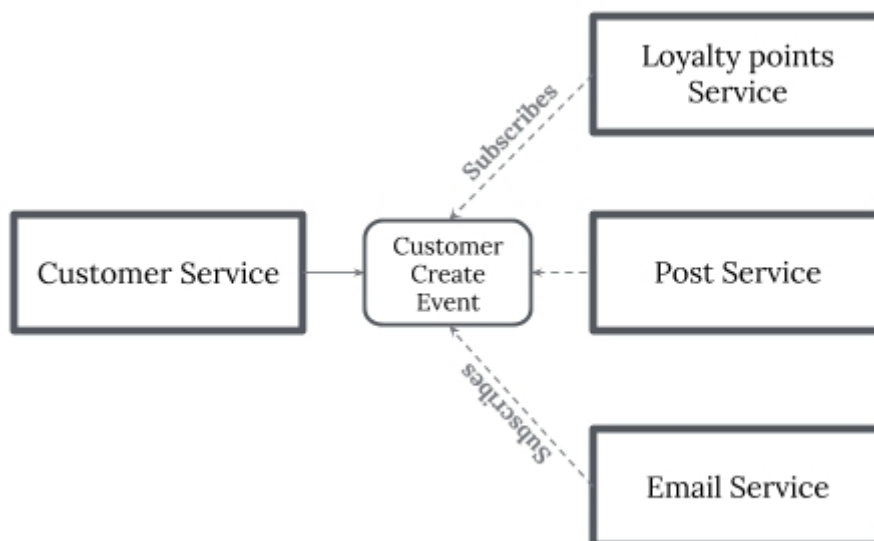 Loyalty points
Service
Subscribes
Customer Service
Customer
Create
Event
Post Service
Subscribes
Email Service